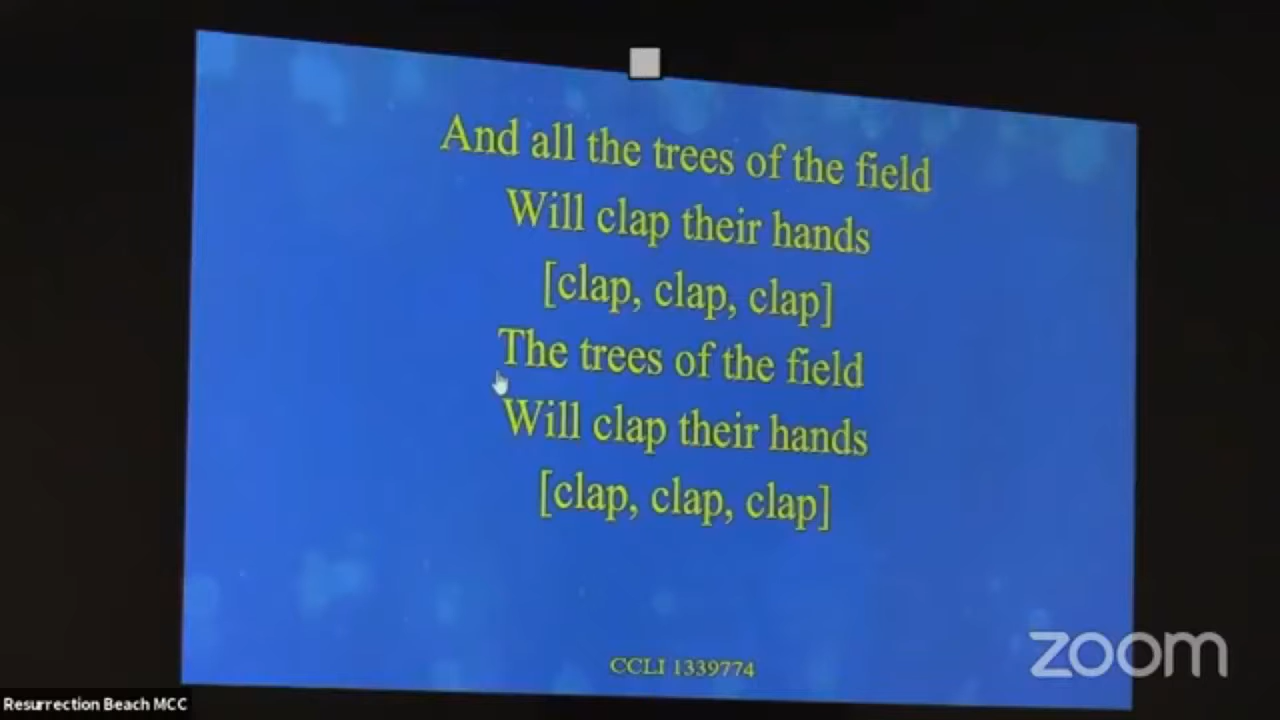 And all the trees of the field
Will clap their hands
[clap, clap, clap]
The trees of the field
Will clap their hands
[clap, clap, clap]
CCLI 1339774
zoom
Resurrection Beach MCC